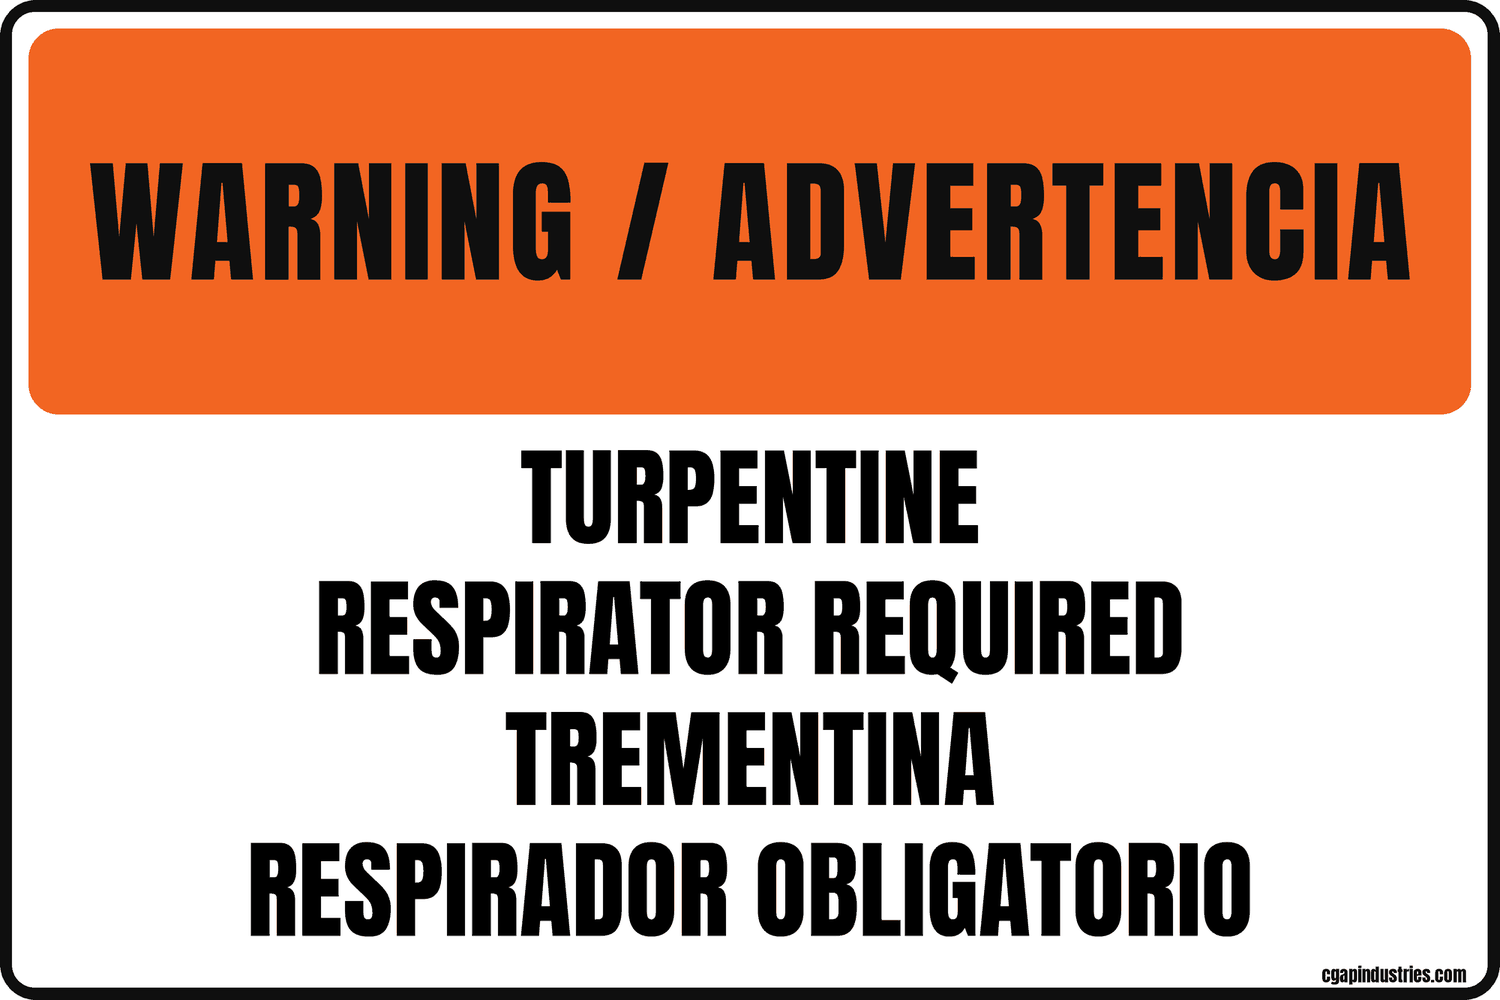 WARNING / ADVERTENCIA
TURPENTINE
RESPIRATOR REQUIRED
TREMENTINA
RESPIRADOR OBLIGATORIO
cgapindustries.com